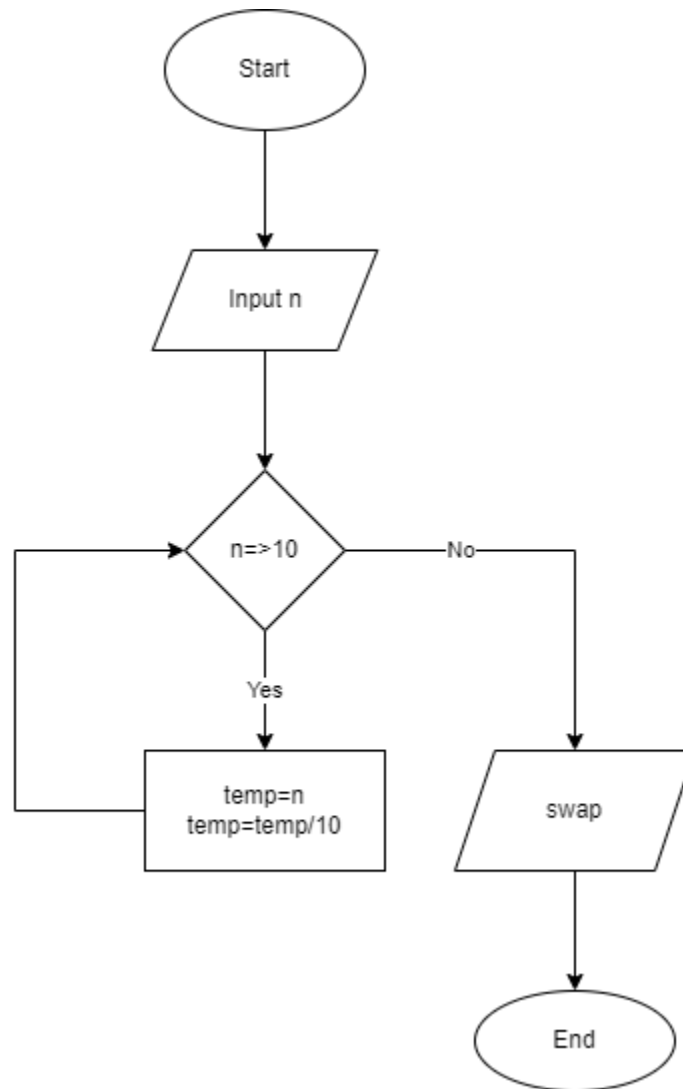 Start
Input n
n=>10
No
Yes
temp=n
temp=temp/10
swap
End